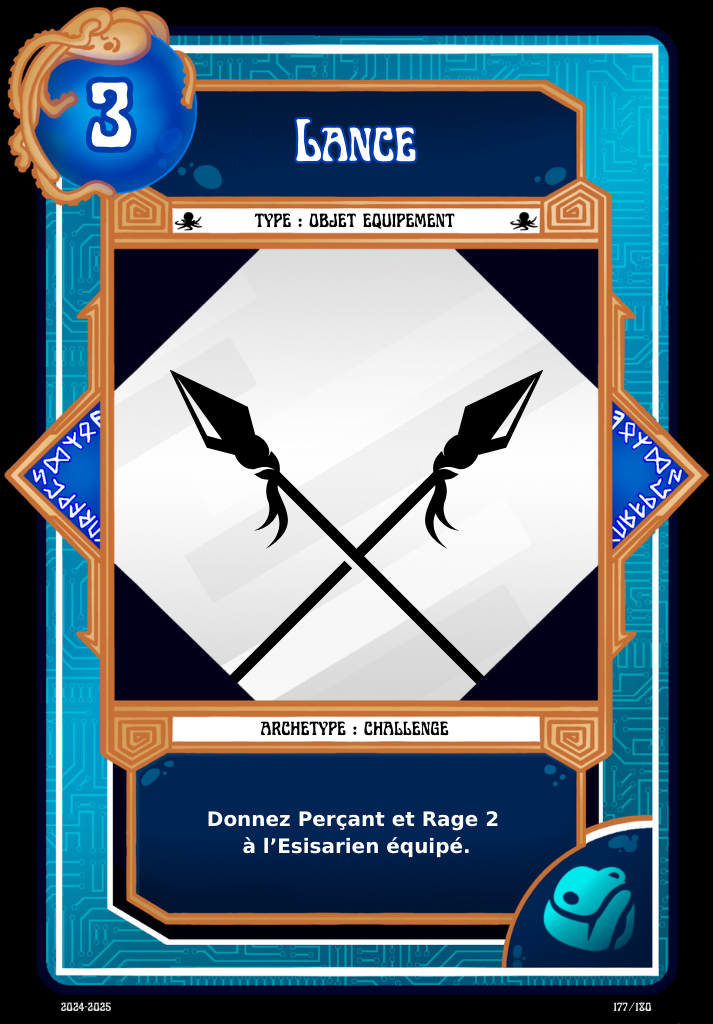 3
Lance
TYPE : OBJET EQUIPEMENT
ARCHETYPE : CHALLENGE
Donnez Perçant et Rage 2
à l’Esisarien équipé.
2024-2025
177/180